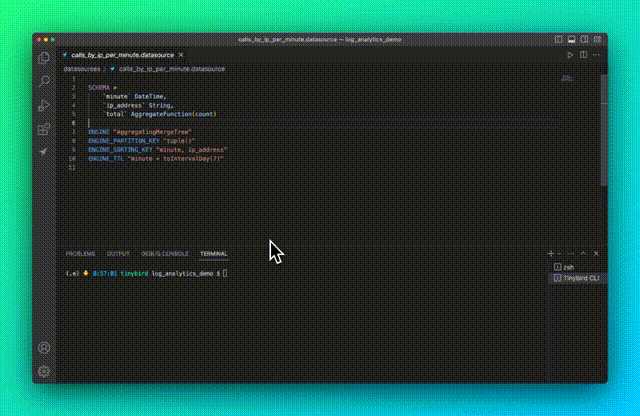 calls_by_ip_per_minute.datasource — log_analytics_demo
calls_by_ip_per_minute.datasource ×
datasources > calls_by_ip_per_minute.datasource
1
2 SCHEMA >
3 `minute` DateTime,
4 `ip_address` String,
5 `total` AggregateFunction(count)
6
7 ENGINE "AggregatingMergeTree"
8 ENGINE_PARTITION_KEY "tuple()"
9 ENGINE_SORTING_KEY "minute, ip_address"
10 ENGINE_TTL "minute + toIntervalDay(7)"
11
PROBLEMS OUTPUT DEBUG CONSOLE TERMINAL
(.e) 8:57:01 tinybird log_analytics_demo $
zsh
Tinybird CLI